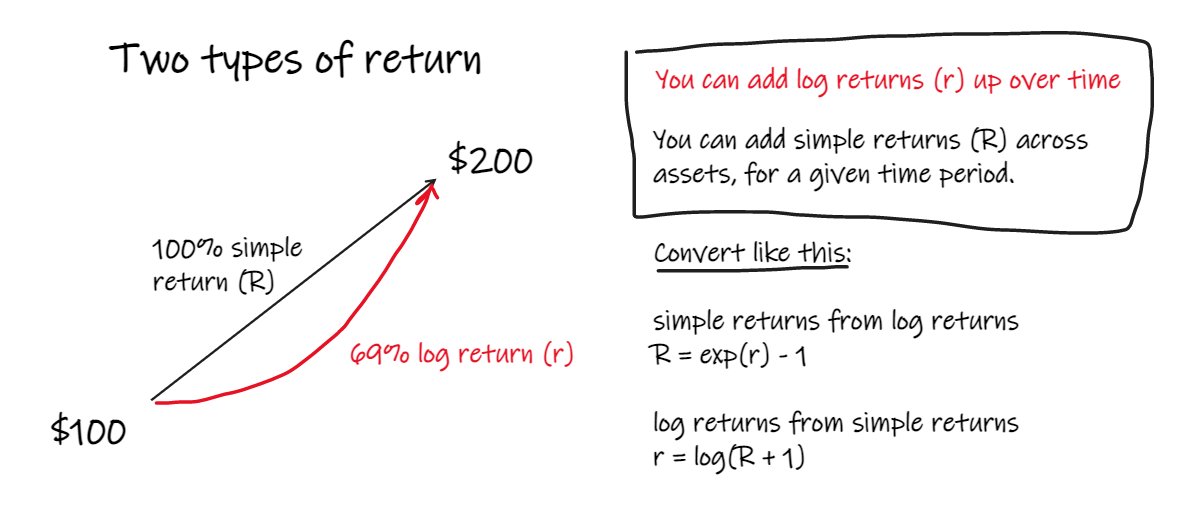 Two types of return
$200
100% simple
return (R)
69% log return (r)
$100
You can add log returns (r) up over time
You can add simple returns (R) across
assets, for a given time period.
Convert like this:
simple returns from log returns
R = exp(r) - 1
log returns from simple returns
r = log(R + 1)